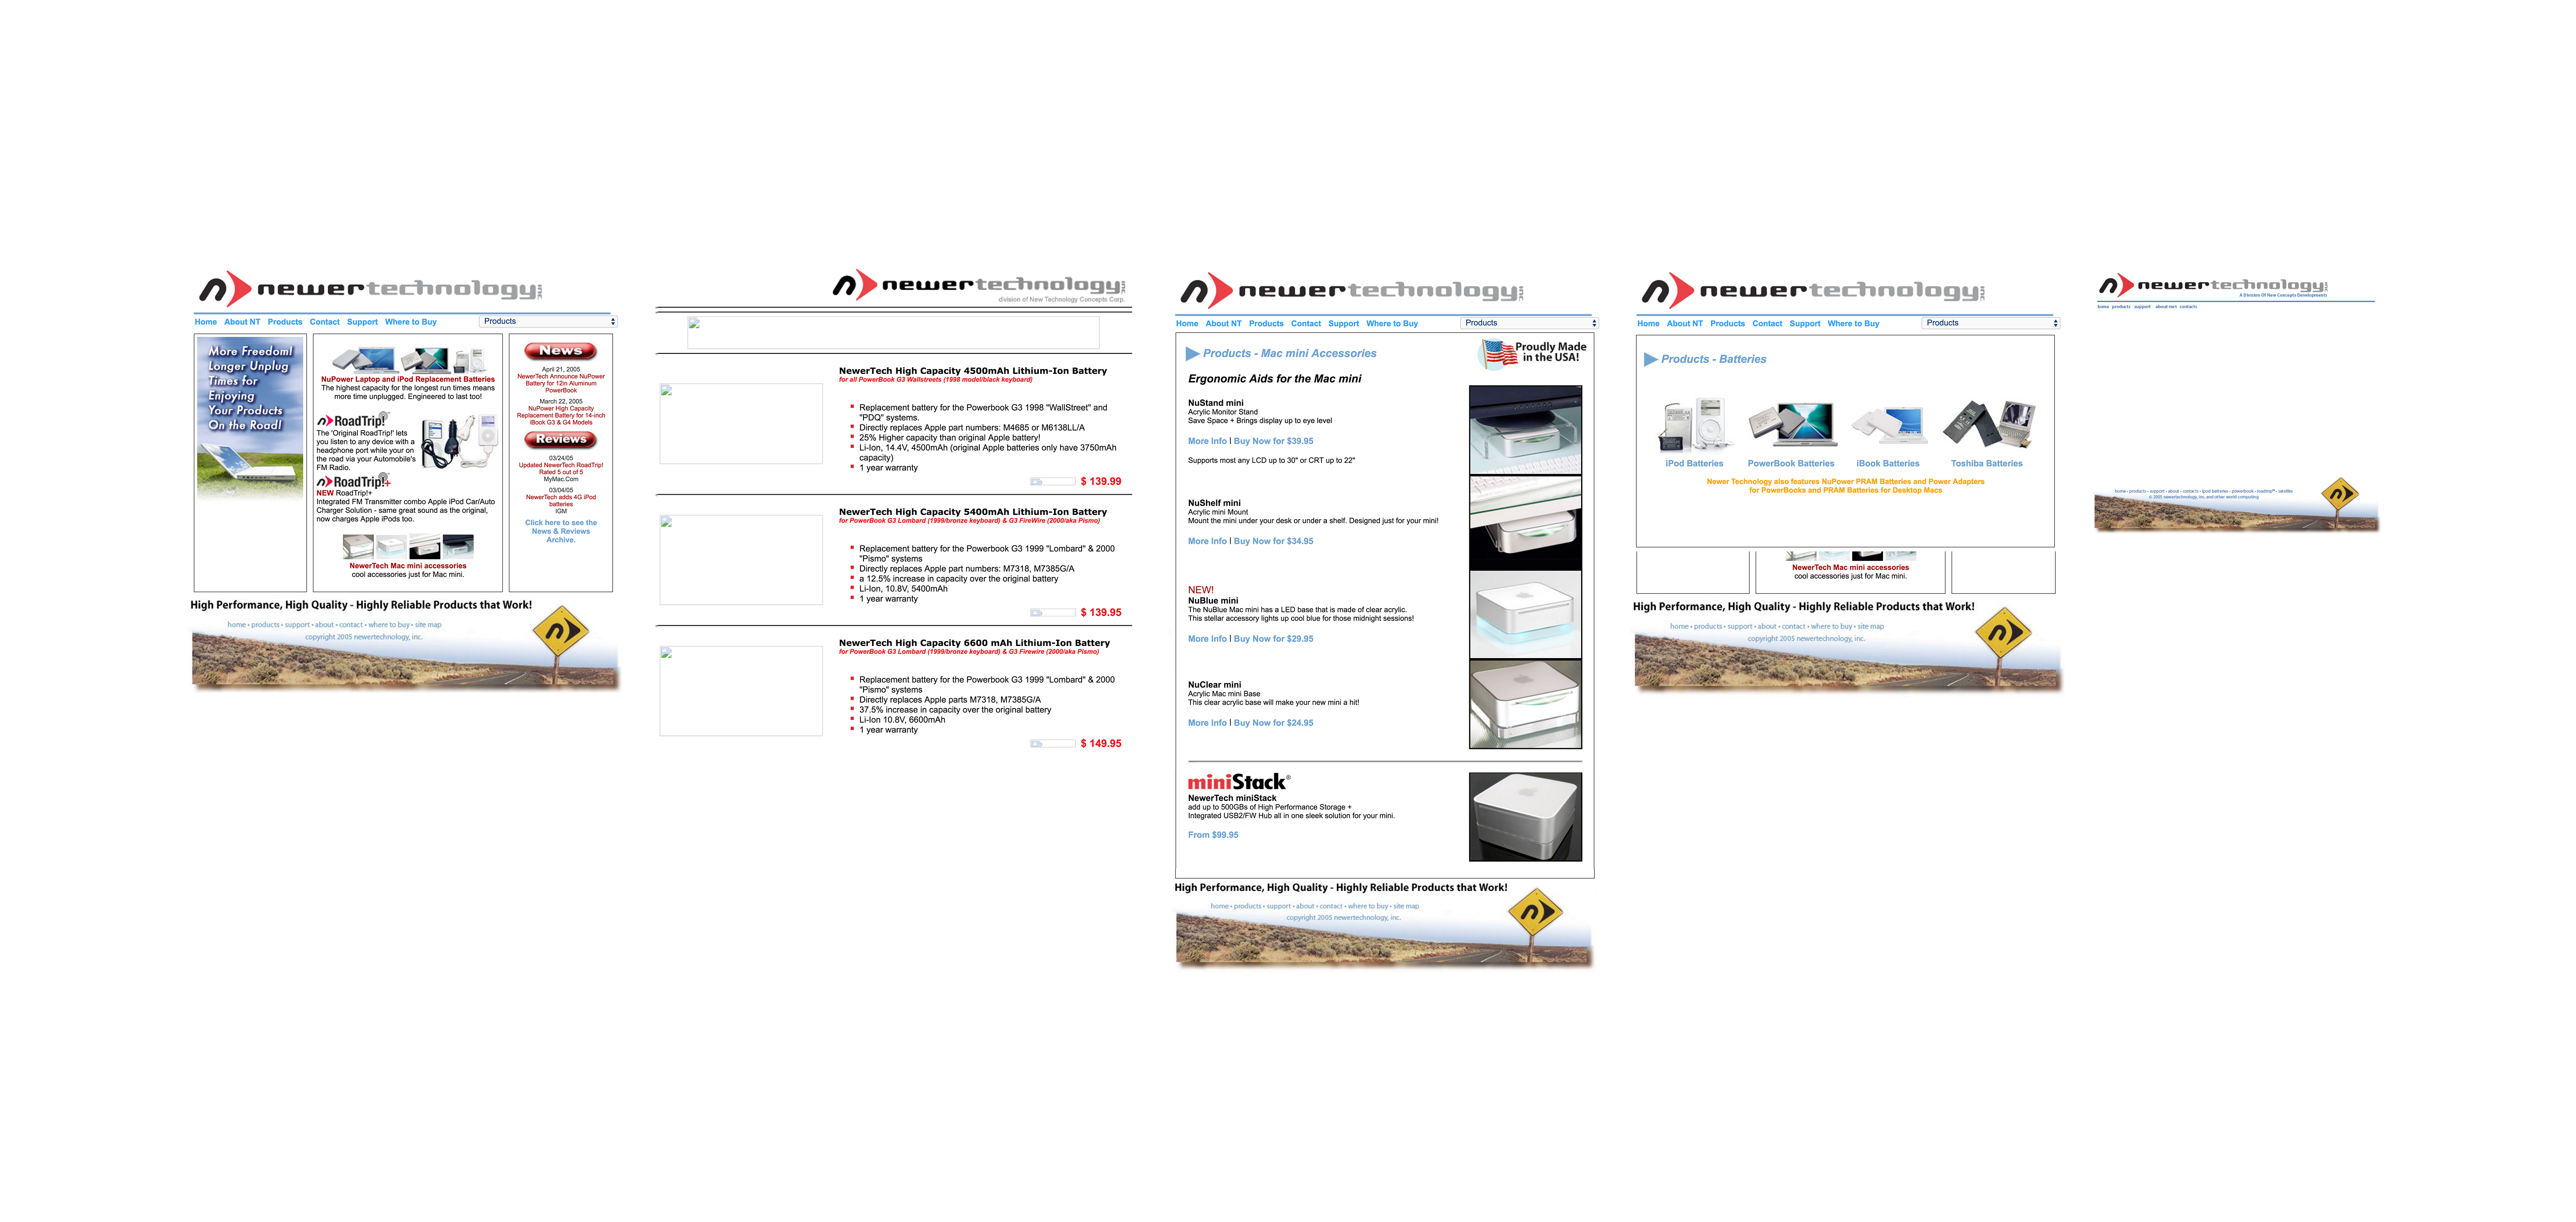 newertechnology INC
Home About NT Products Contact Support Where to Buy Products
More Freedom!
Longer Unplug
Times for
Enjoying
Your Products
On the Road!
NuPower Laptop and iPod Replacement Batteries
The highest capacity for the longest run times means
more time unplugged. Engineered to last too!
RoadTrip!
The 'Original RoadTrip!' lets
you listen to any device with a
headphone port while your on
the road via your Automobile's
FM Radio.
RoadTrip!+
NEW RoadTrip!+
Integrated FM Transmitter combo Apple iPod Car/Auto
Charger Solution - same great sound as the original,
now charges Apple iPods too.
NewerTech Mac mini accessories
cool accessories just for Mac mini.
News
April 21, 2005
NewerTech Announce NuPower
Battery for 12in Aluminum
PowerBook
March 22, 2005
NuPower High Capacity
Replacement Battery for 14-inch
iBook G3 & G4 Models
Reviews
03/24/05
Updated NewerTech RoadTrip!
Rated 5 out of 5
MyMac.Com
03/04/05
NewerTech adds 4G iPod
batteries
IGM
Click here to see the
News & Reviews
Archive.
High Performance, High Quality - Highly Reliable Products that Work!
home • products • support • about • contact • where to buy • site map
copyright 2005 newertechnology, inc.
newertechnology INC
division of New Technology Concepts Corp.
NewerTech High Capacity 4500mAh Lithium-Ion Battery
for all PowerBook G3 Wallstreets (1998 model/black keyboard)
Replacement battery for the Powerbook G3 1998 "WallStreet" and
"PDQ" systems.
Directly replaces Apple part numbers: M4685 or M6138LL/A
25% Higher capacity than original Apple battery!
Li-Ion, 14.4V, 4500mAh (original Apple batteries only have 3750mAh
capacity)
1 year warranty
$ 139.99
NewerTech High Capacity 5400mAh Lithium-Ion Battery
for PowerBook G3 Lombard (1999/bronze keyboard) & G3 FireWire (2000/aka Pismo)
Replacement battery for the Powerbook G3 1999 "Lombard" & 2000
"Pismo" systems
Directly replaces Apple part numbers: M7318, M7385G/A
a 12.5% increase in capacity over the original battery
Li-Ion, 10.8V, 5400mAh
1 year warranty
$ 139.95
NewerTech High Capacity 6600 mAh Lithium-Ion Battery
for PowerBook G3 Lombard (1999/bronze keyboard) & G3 Firewire (2000/aka Pismo)
Replacement battery for the Powerbook G3 1999 "Lombard" & 2000
"Pismo" systems
Directly replaces Apple parts M7318, M7385G/A
37.5% increase in capacity over the original battery
Li-Ion 10.8V, 6600mAh
1 year warranty
$ 149.95
newertechnology INC
Home About NT Products Contact Support Where to Buy Products
Products - Mac mini Accessories
Proudly Made
in the USA!
Ergonomic Aids for the Mac mini
NuStand mini
Acrylic Monitor Stand
Save Space + Brings display up to eye level
More Info | Buy Now for $39.95
Supports most any LCD up to 30" or CRT up to 22"
NuShelf mini
Acrylic mini Mount
Mount the mini under your desk or under a shelf. Designed just for your mini!
More Info | Buy Now for $34.95
NEW!
NuBlue mini
The NuBlue Mac mini has a LED base that is made of clear acrylic.
This stellar accessory lights up cool blue for those midnight sessions!
More Info | Buy Now for $29.95
NuClear mini
Acrylic Mac mini Base
This clear acrylic base will make your new mini a hit!
More Info | Buy Now for $24.95
miniStack®
NewerTech miniStack
add up to 500GBs of High Performance Storage +
Integrated USB2/FW Hub all in one sleek solution for your mini.
From $99.95
High Performance, High Quality - Highly Reliable Products that Work!
home • products • support • about • contact • where to buy • site map
copyright 2005 newertechnology, inc.
newertechnology INC
Home About NT Products Contact Support Where to Buy Products
Products - Batteries
iPod Batteries PowerBook Batteries iBook Batteries Toshiba Batteries
Newer Technology also features NuPower PRAM Batteries and Power Adapters
for PowerBooks and PRAM Batteries for Desktop Macs
NewerTech Mac mini accessories
cool accessories just for Mac mini.
High Performance, High Quality - Highly Reliable Products that Work!
home • products • support • about • contact • where to buy • site map
copyright 2005 newertechnology, inc.
newertechnology INC
A Division Of New Concepts Developments
home products support about nwt contacts
home • products • support • about • contacts • ipod batteries • powerbook • roadtrip™ • satellite
© 2005 newertechnology, inc. and other world computing